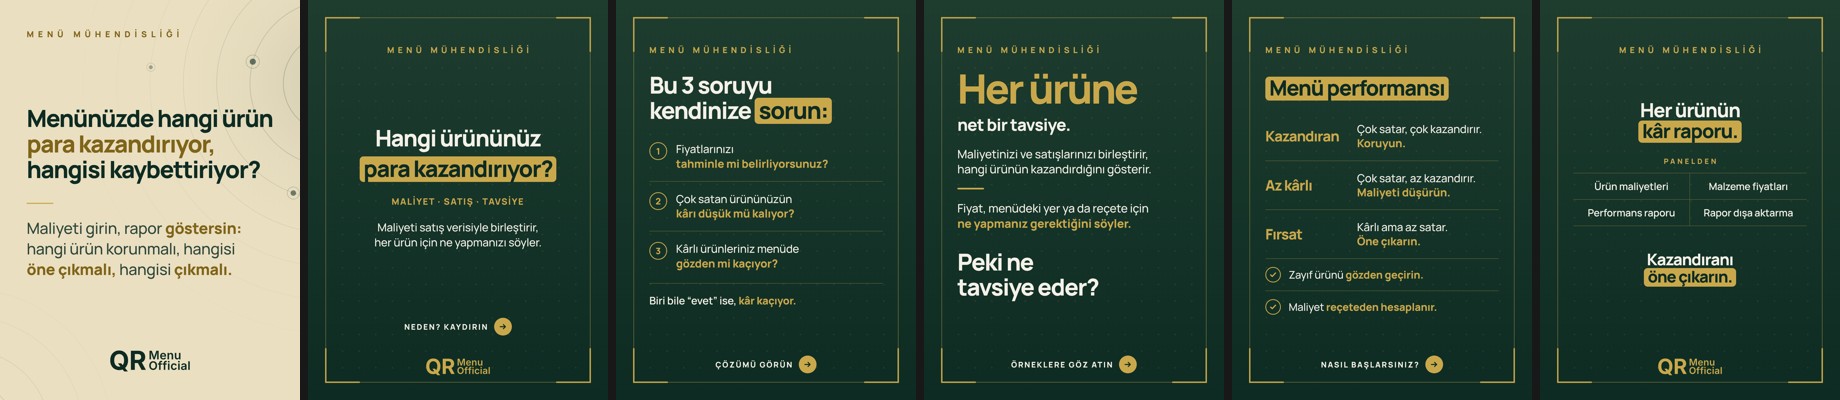 MENÜ MÜHENDİSLİĞİ
Menünüzde hangi ürün
para kazandırıyor,
hangisi kaybettiriyor?
Maliyeti girin, rapor göstersin:
hangi ürün korunmalı, hangisi
öne çıkmalı, hangisi çıkmalı.
QR Menu
Official
MENÜ MÜHENDİSLİĞİ
Hangi ürününüz
para kazandırıyor?
MALİYET · SATIŞ · TAVSİYE
Maliyeti satış verisiyle birleştirir,
her ürün için ne yapmanızı söyler.
NEDEN? KAYDIRIN
QR Menu
Official
MENÜ MÜHENDİSLİĞİ
Bu 3 soruyu
kendinize sorun:
1 Fiyatlarınızı
tahminle mi belirliyorsunuz?
2 Çok satan ürününüzün
kârı düşük mü kalıyor?
3 Kârlı ürünleriniz menüde
gözden mi kaçıyor?
Biri bile “evet” ise, kâr kaçıyor.
ÇÖZÜMÜ GÖRÜN
MENÜ MÜHENDİSLİĞİ
Her ürüne
net bir tavsiye.
Maliyetinizi ve satışlarınızı birleştirir,
hangi ürünün kazandırdığını gösterir.
Fiyat, menüdeki yer ya da reçete için
ne yapmanız gerektiğini söyler.
Peki ne
tavsiye eder?
ÖRNEKLERE GÖZ ATIN
MENÜ MÜHENDİSLİĞİ
Menü performansı
Kazandıran Çok satar, çok kazandırır.
Koruyun.
Az kârlı Çok satar, az kazandırır.
Maliyeti düşürün.
Fırsat Kârlı ama az satar.
Öne çıkarın.
Zayıf ürünü gözden geçirin.
Maliyet reçeteden hesaplanır.
NASIL BAŞLARSINIZ?
MENÜ MÜHENDİSLİĞİ
Her ürünün
kâr raporu.
PANELDEN
Ürün maliyetleri Malzeme fiyatları
Performans raporu Rapor dışa aktarma
Kazandıranı
öne çıkarın.
QR Menu
Official